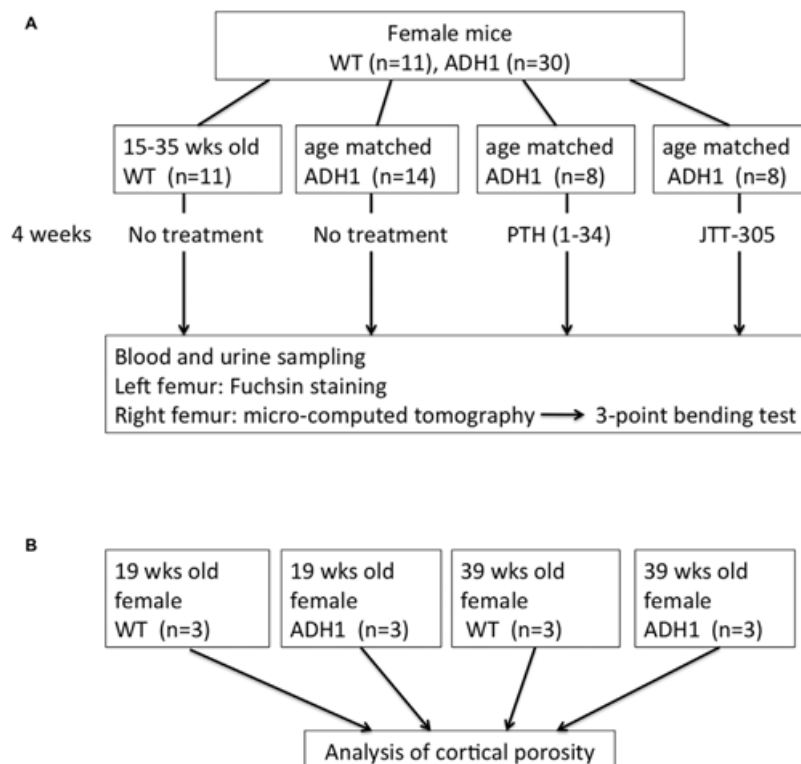 A
Female mice
WT (n=11), ADH1 (n=30)
15-35 wks old
WT (n=11)
age matched
ADH1 (n=14)
age matched
ADH1 (n=8)
age matched
ADH1 (n=8)
4 weeks
No treatment
No treatment
PTH (1-34)
JTT-305
Blood and urine sampling
Left femur: Fuchsin staining
Right femur: micro-computed tomography → 3-point bending test
B
19 wks old
female
WT (n=3)
19 wks old
female
ADH1 (n=3)
39 wks old
female
WT (n=3)
39 wks old
female
ADH1 (n=3)
Analysis of cortical porosity